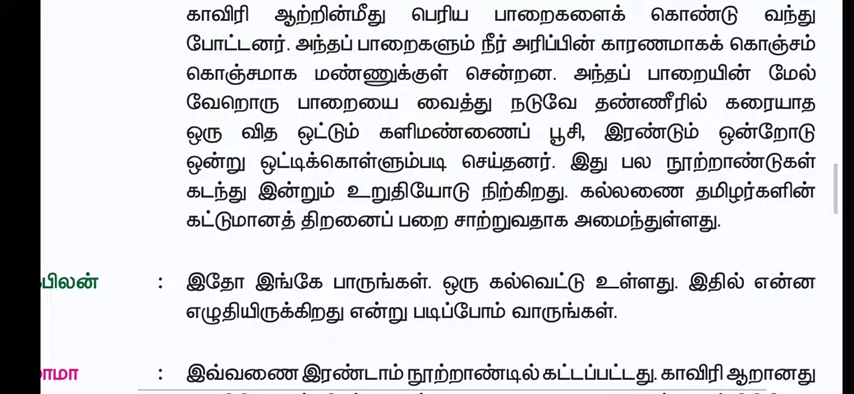 காவிரி ஆற்றின்மீது பெரிய பாறைகளைக் கொண்டு வந்து
போட்டனர். அந்தப் பாறைகளும் நீர் அரிப்பின் காரணமாகக் கொஞ்சம்
கொஞ்சமாக மண்ணுக்குள் சென்றன. அந்தப் பாறையின் மேல்
வேறொரு பாறையை வைத்து நடுவே தண்ணீரில் கரையாத
ஒரு வித ஒட்டும் களிமண்ணைப் பூசி, இரண்டும் ஒன்றோடு
ஒன்று ஒட்டிக்கொள்ளும்படி செய்தனர். இது பல நூற்றாண்டுகள்
கடந்து இன்றும் உறுதியோடு நிற்கிறது. கல்லணை தமிழர்களின்
கட்டுமானத் திறனைப் பறை சாற்றுவதாக அமைந்துள்ளது.
பிலன் : இதோ இங்கே பாருங்கள். ஒரு கல்வெட்டு உள்ளது. இதில் என்ன
எழுதியிருக்கிறது என்று படிப்போம் வாருங்கள்.
மா : இவ்வணை இரண்டாம் நூற்றாண்டில் கட்டப்பட்டது. காவிரி ஆறானது